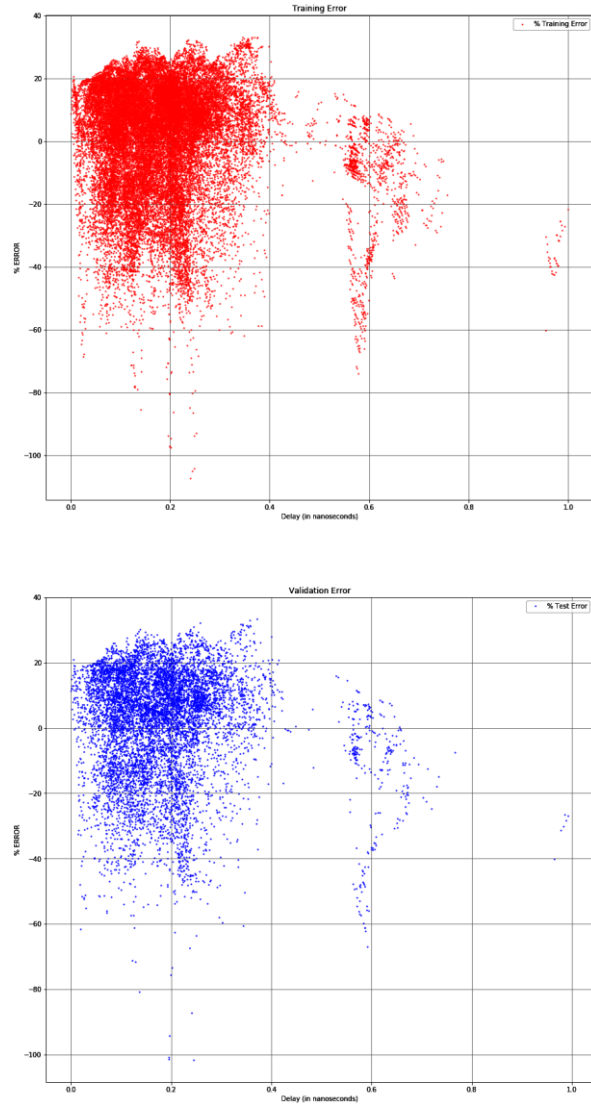 Training Error
% Training Error
40
20
0
−20
−40
−60
−80
−100
% ERROR
0.0 0.2 0.4 0.6 0.8 1.0
Delay (in nanoseconds)
Validation Error
% Test Error
40
20
0
−20
−40
−60
−80
−100
% ERROR
0.0 0.2 0.4 0.6 0.8 1.0
Delay (in nanoseconds)